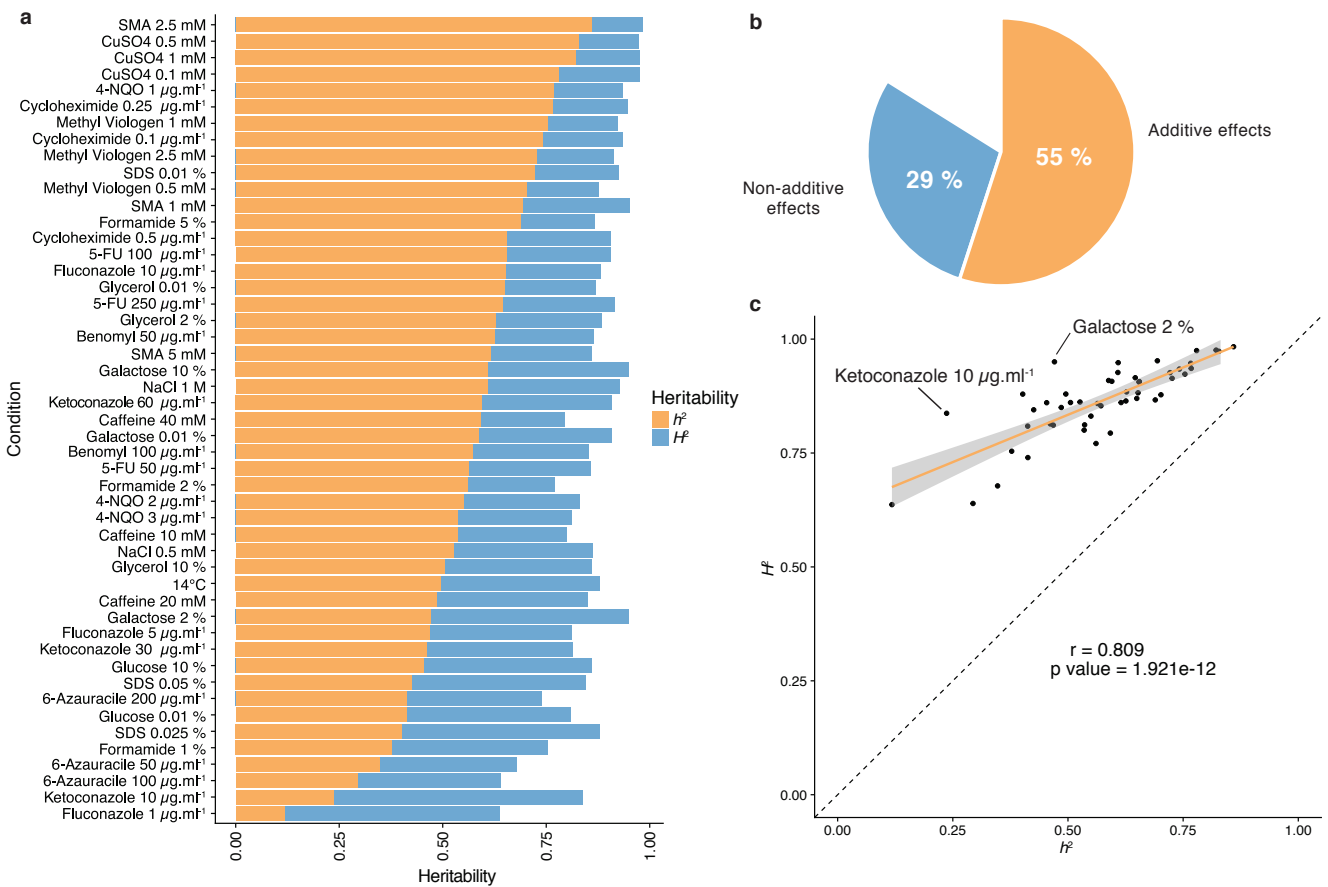 a
SMA 2.5 mM
CuSO4 0.5 mM
CuSO4 1 mM
CuSO4 0.1 mM
4-NQO 1 µg.ml-1
Cycloheximide 0.25 µg.ml-1
Methyl Viologen 1 mM
Cycloheximide 0.1 µg.ml-1
Methyl Viologen 2.5 mM
SDS 0.01 %
Methyl Viologen 0.5 mM
SMA 1 mM
Formamide 5 %
Cycloheximide 0.5 µg.ml-1
5-FU 100 µg.ml-1
Fluconazole 10 µg.ml-1
Glycerol 0.01 %
5-FU 250 µg.ml-1
Glycerol 2 %
Benomyl 50 µg.ml-1
SMA 5 mM
Galactose 10 %
NaCl 1 M
Ketoconazole 60 µg.ml-1
Caffeine 40 mM
Galactose 0.01 %
Benomyl 100 µg.ml-1
5-FU 50 µg.ml-1
Formamide 2 %
4-NQO 2 µg.ml-1
4-NQO 3 µg.ml-1
Caffeine 10 mM
NaCl 0.5 mM
Glycerol 10 %
14°C
Caffeine 20 mM
Galactose 2 %
Fluconazole 5 µg.ml-1
Ketoconazole 30 µg.ml-1
Glucose 10 %
SDS 0.05 %
6-Azauracile 200 µg.ml-1
Glucose 0.01 %
SDS 0.025 %
Formamide 1 %
6-Azauracile 50 µg.ml-1
6-Azauracile 100 µg.ml-1
Ketoconazole 10 µg.ml-1
Fluconazole 1 µg.ml-1
Condition
0.00
0.25
0.50
0.75
1.00
Heritability
Heritability
h²
H²
b
55 %
Additive effects
29 %
Non-additive
effects
c
1.00
0.75
0.50
0.25
0.00
H²
Galactose 2 %
Ketoconazole 10 µg.ml-1
r = 0.809
p value = 1.921e-12
0.00
0.25
0.50
0.75
1.00
h²